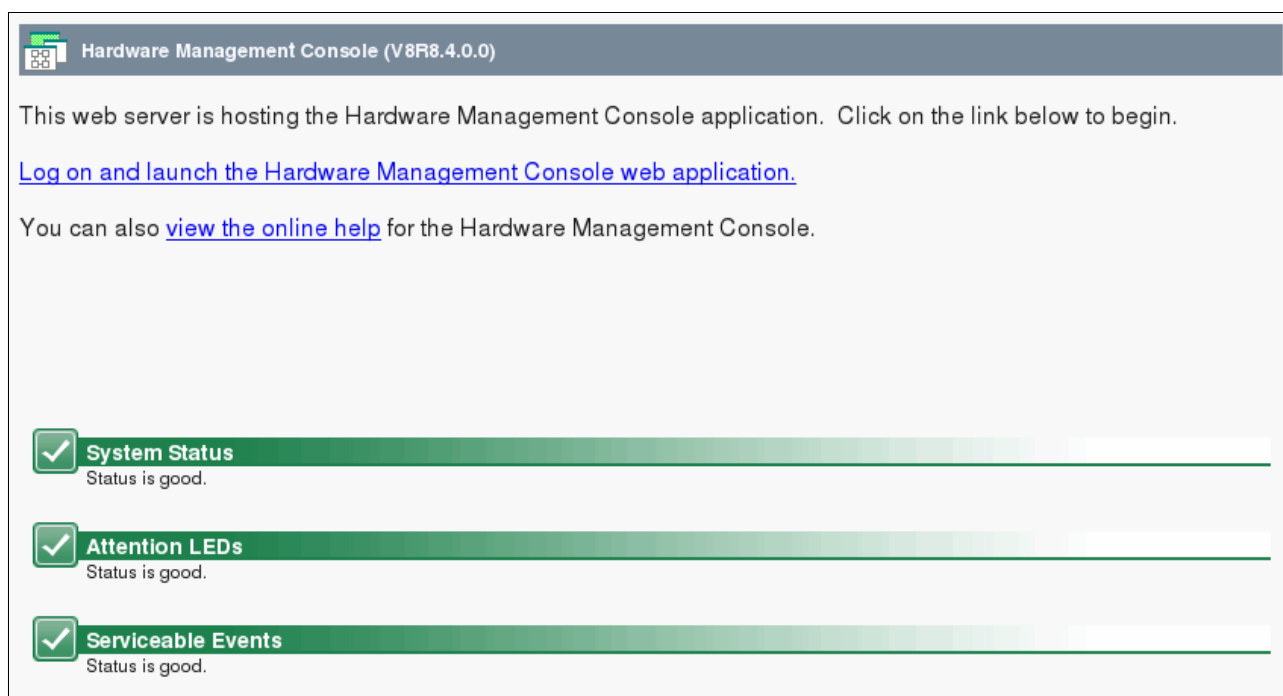 Hardware Management Console (V8R8.4.0.0)
This web server is hosting the Hardware Management Console application. Click on the link below to begin.
Log on and launch the Hardware Management Console web application.
You can also view the online help for the Hardware Management Console.
System Status
Status is good.
Attention LEDs
Status is good.
Serviceable Events
Status is good.